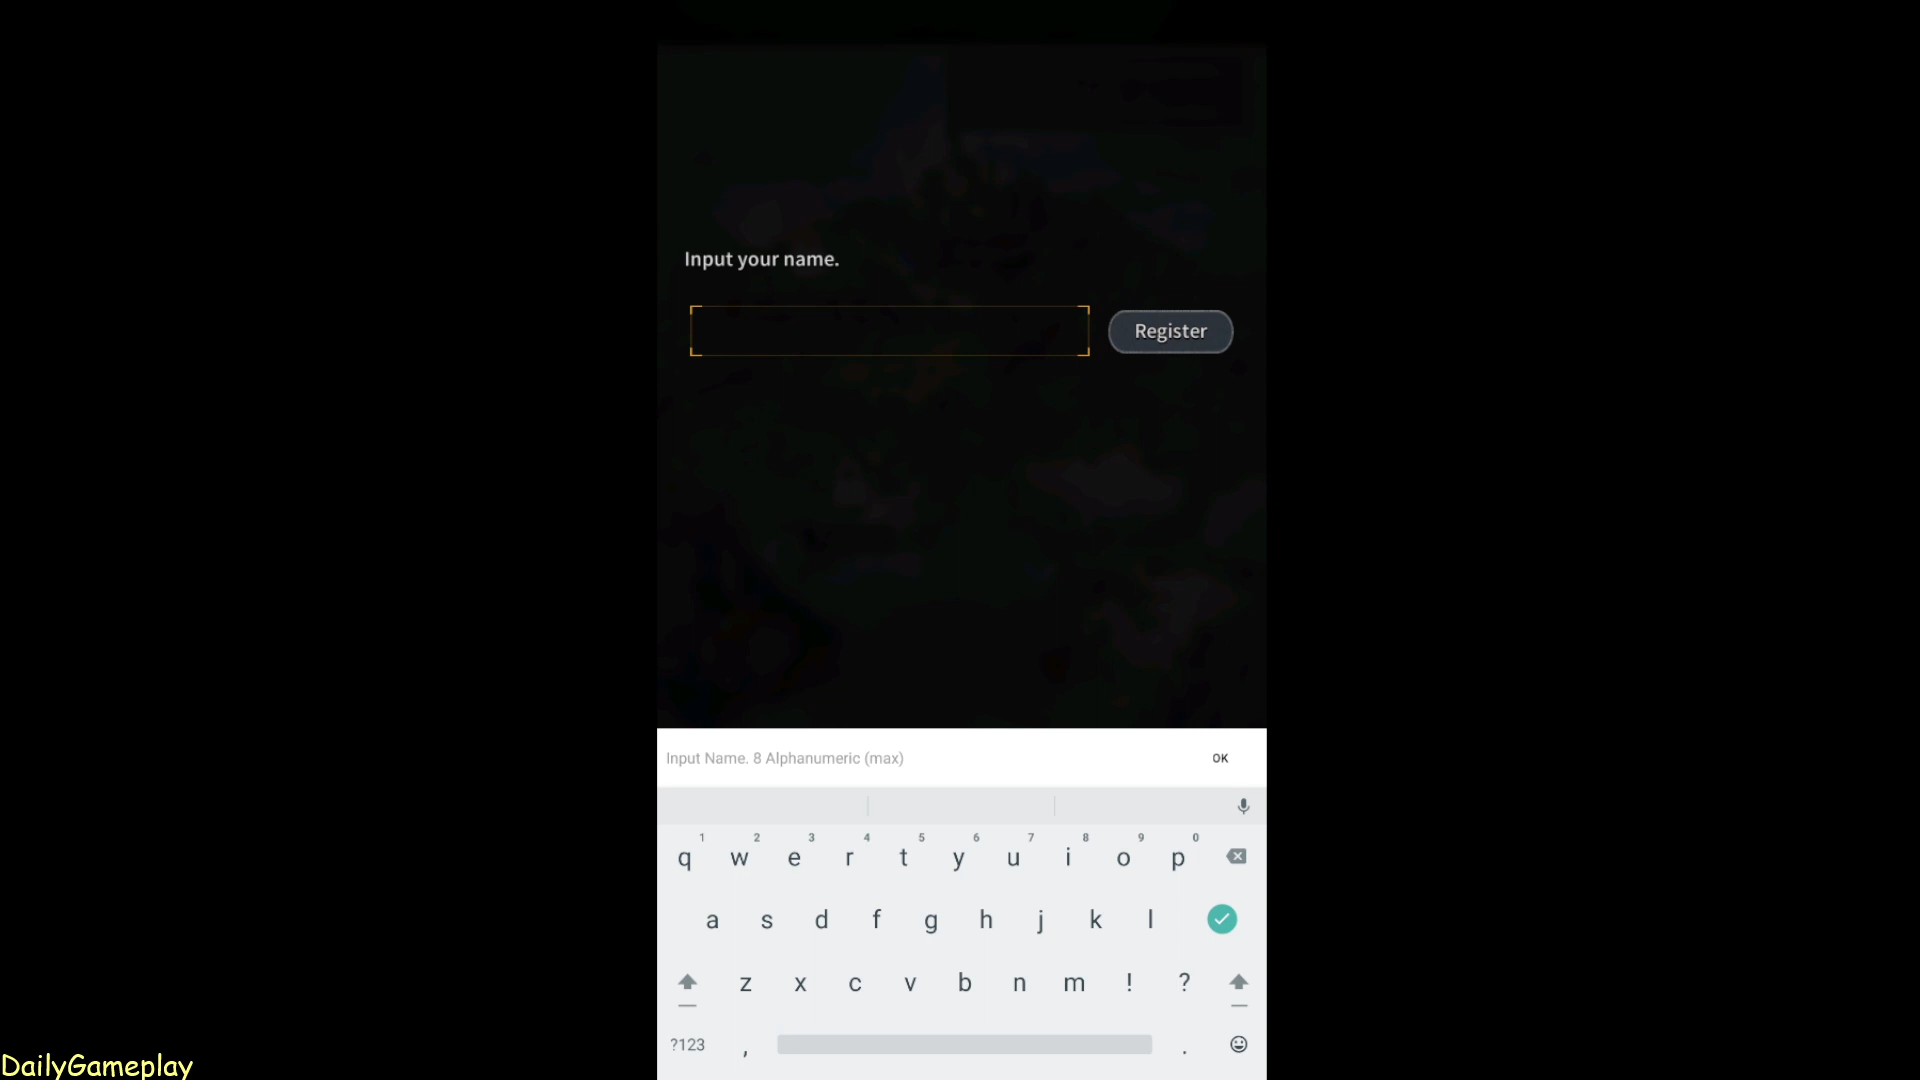 Input your name.
Register
Input Name. 8 Alphanumeric (max)
OK
1 2 3 4 5 6 7 8 9 0
q w e r t y u i o p
a s d f g h j k l
z x c v b n m ! ?
?123 , .
DailyGameplay